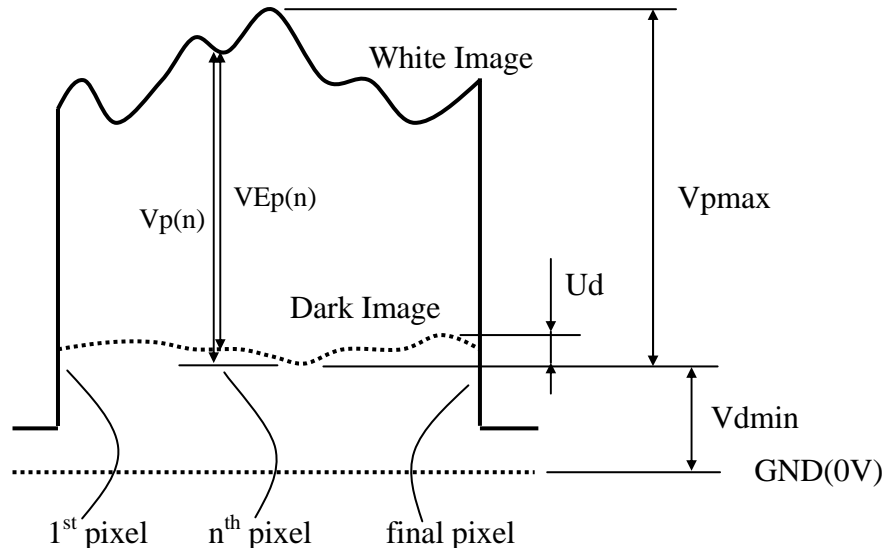 White Image
VEp(n)
Vp(n)
Vpmax
Ud
Dark Image
Vdmin
GND(0V)
1st pixel
nth pixel
final pixel